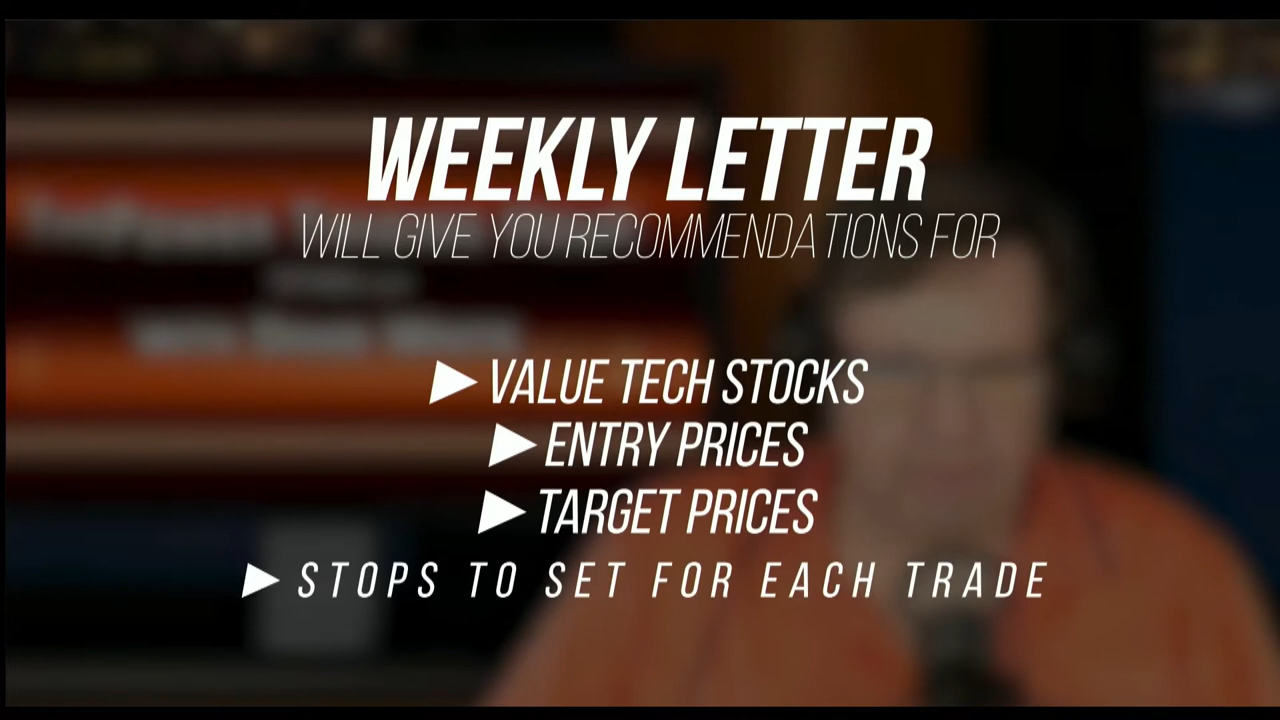 WEEKLY LETTER
WILL GIVE YOU RECOMMENDATIONS FOR
▶ VALUE TECH STOCKS
▶ ENTRY PRICES
▶ TARGET PRICES
▶ STOPS TO SET FOR EACH TRADE